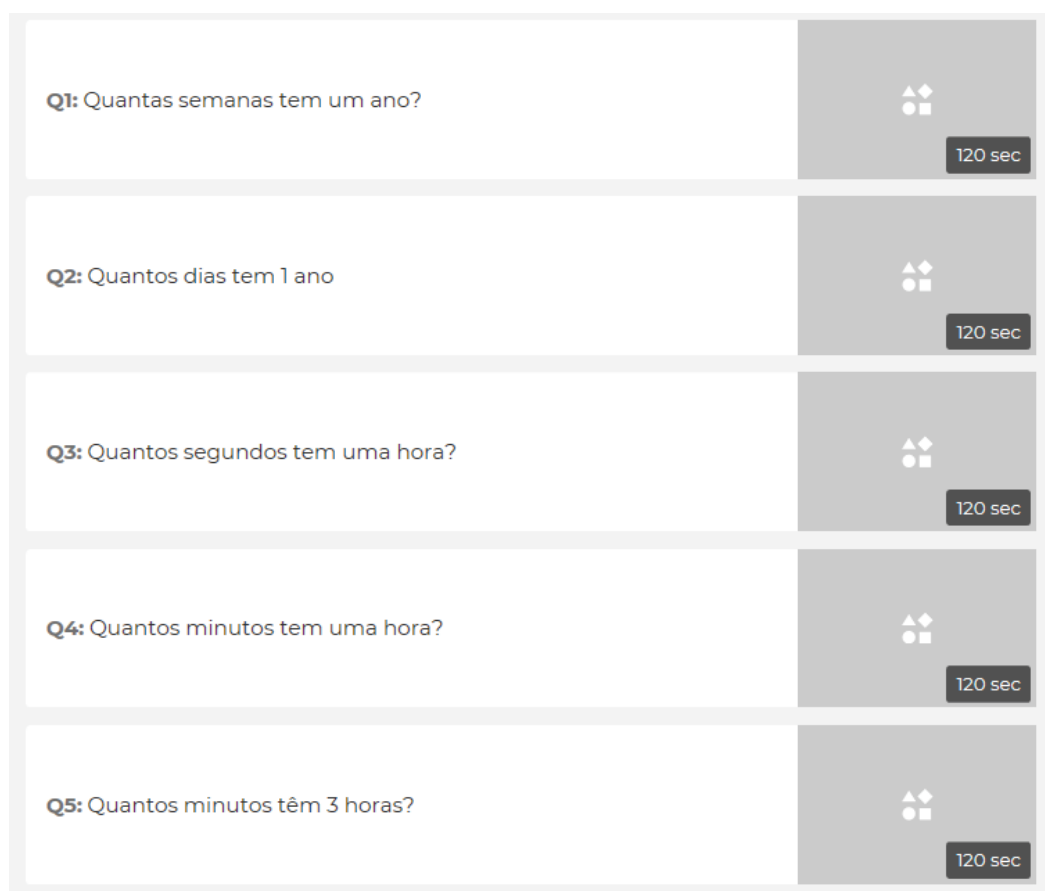 Q1: Quantas semanas tem um ano?
120 sec
Q2: Quantos dias tem 1 ano
120 sec
Q3: Quantos segundos tem uma hora?
120 sec
Q4: Quantos minutos tem uma hora?
120 sec
Q5: Quantos minutos têm 3 horas?
120 sec